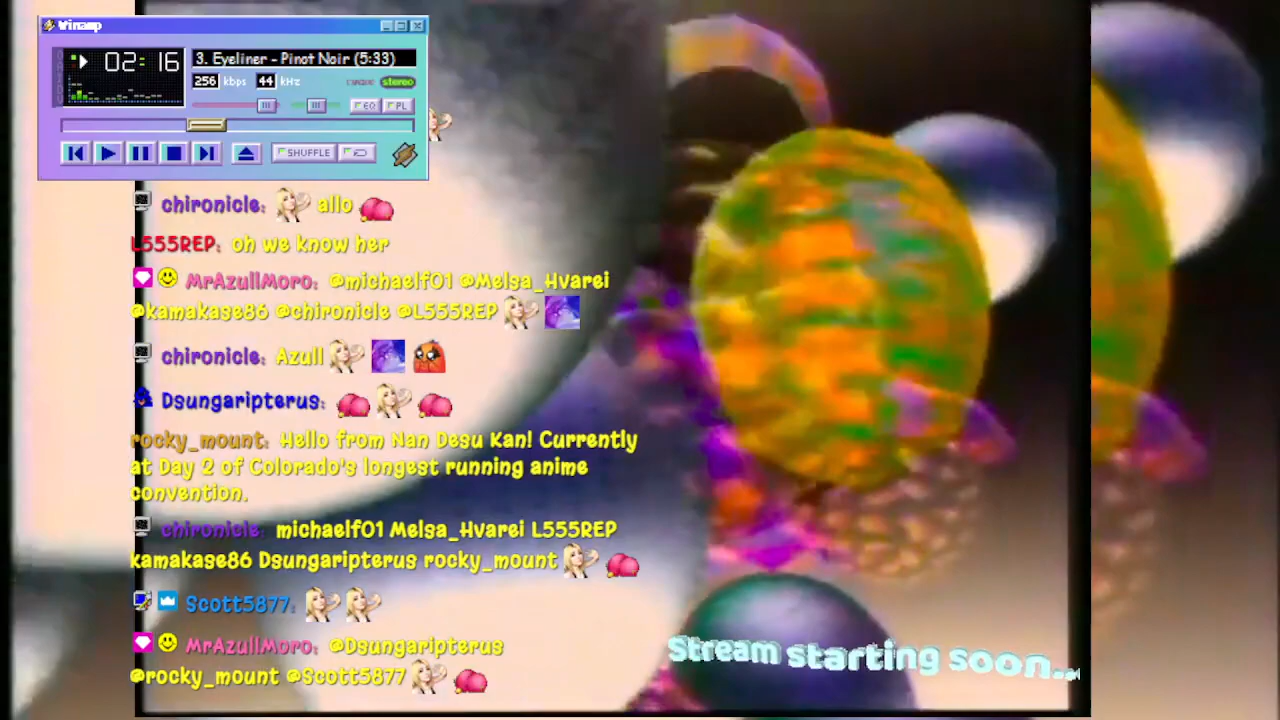 Winamp
02:16
3. Eyeliner - Pinot Noir (5:33)
256 kbps 44 kHz stereo
EQ PL
SHUFFLE
chironicle: allo
L555REP: oh we know her
MrAzullMoro: @michaelf01 @Melsa_Hvarei
@kamakase86 @chironicle @L555REP
chironicle: Azull
Dsungaripterus:
rocky_mount: Hello from Nan Desu Kan! Currently
at Day 2 of Colorado's longest running anime
convention.
chironicle: michaelf01 Melsa_Hvarei L555REP
kamakase86 Dsungaripterus rocky_mount
Scott5877:
MrAzullMoro: @Dsungaripterus
@rocky_mount @Scott5877
Stream starting soon...